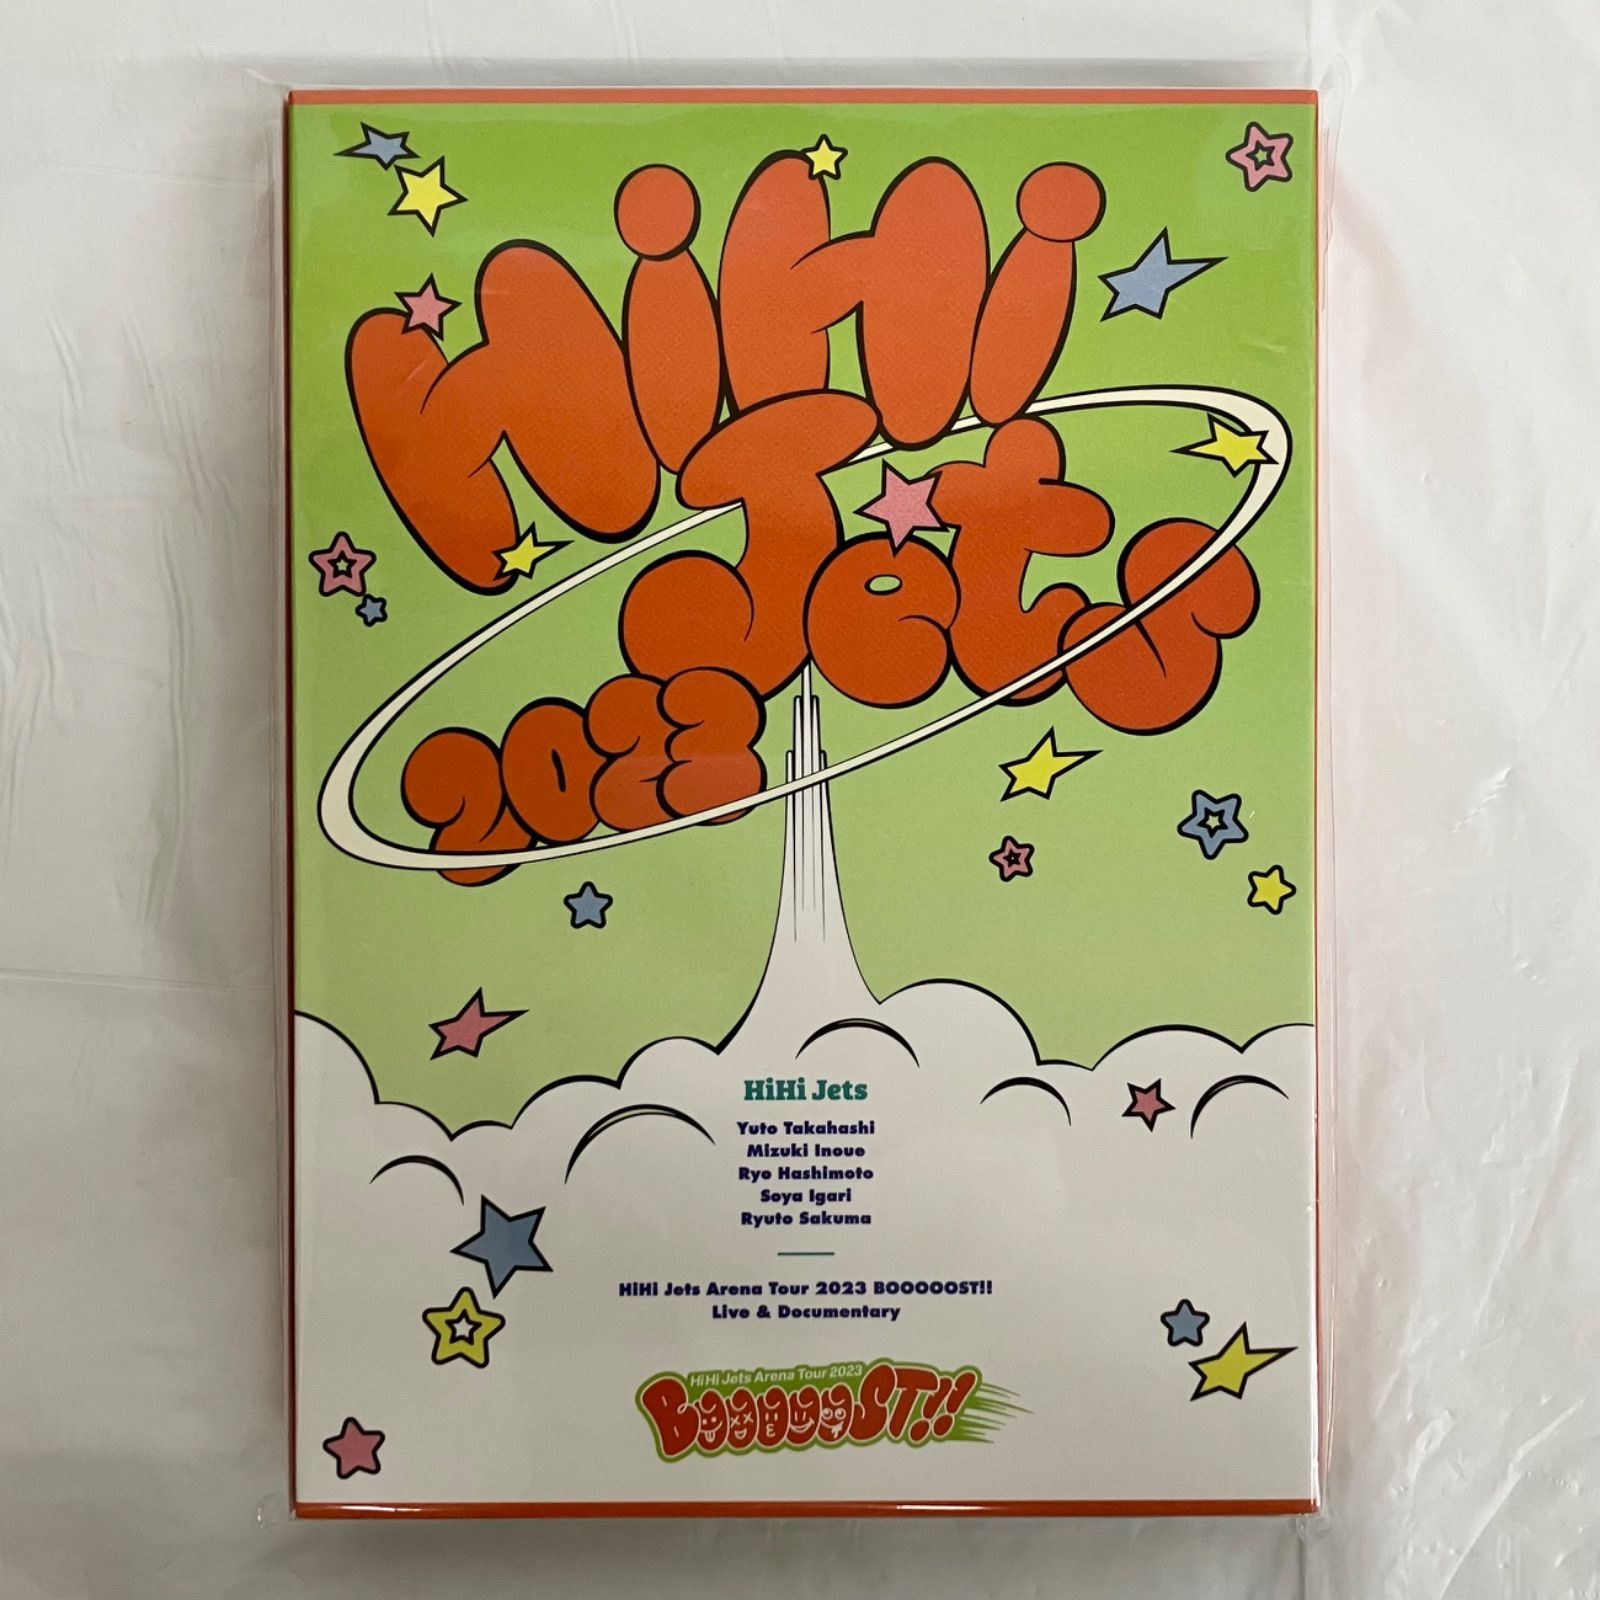 HiHi
Jets
2023
HiHi Jets
Yuto Takahashi
Mizuki Inoue
Ryo Hashimoto
Soya Igari
Ryuto Sakuma
HiHi Jets Arena Tour 2023 BOOOOOST!!
Live & Documentary
HiHi Jets Arena Tour 2023
BOOOOOST!!